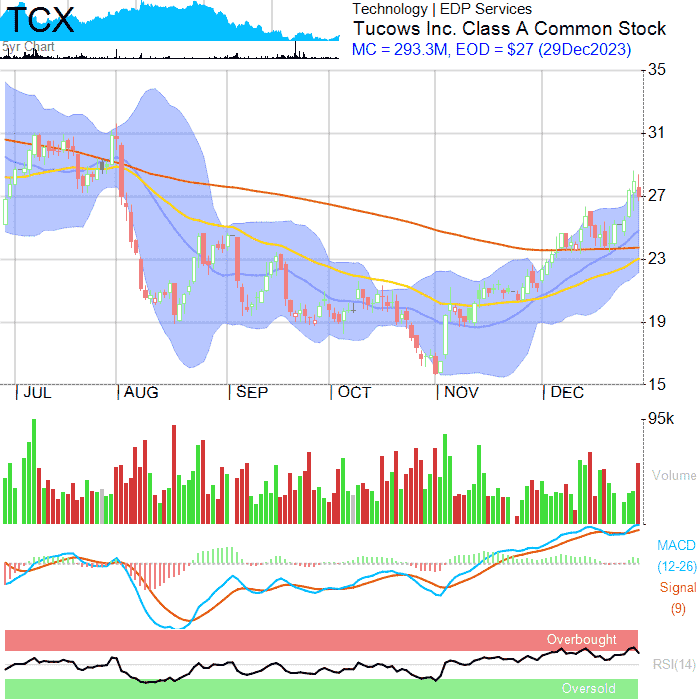 TCX
5yr Chart
Technology | EDP Services
Tucows Inc. Class A Common Stock
MC = 293.3M, EOD = $27 (29Dec2023)
35
31
27
23
19
15
JUL AUG SEP OCT NOV DEC
95k
Volume
MACD
(12-26)
Signal
(9)
Overbought
RSI(14)
Oversold